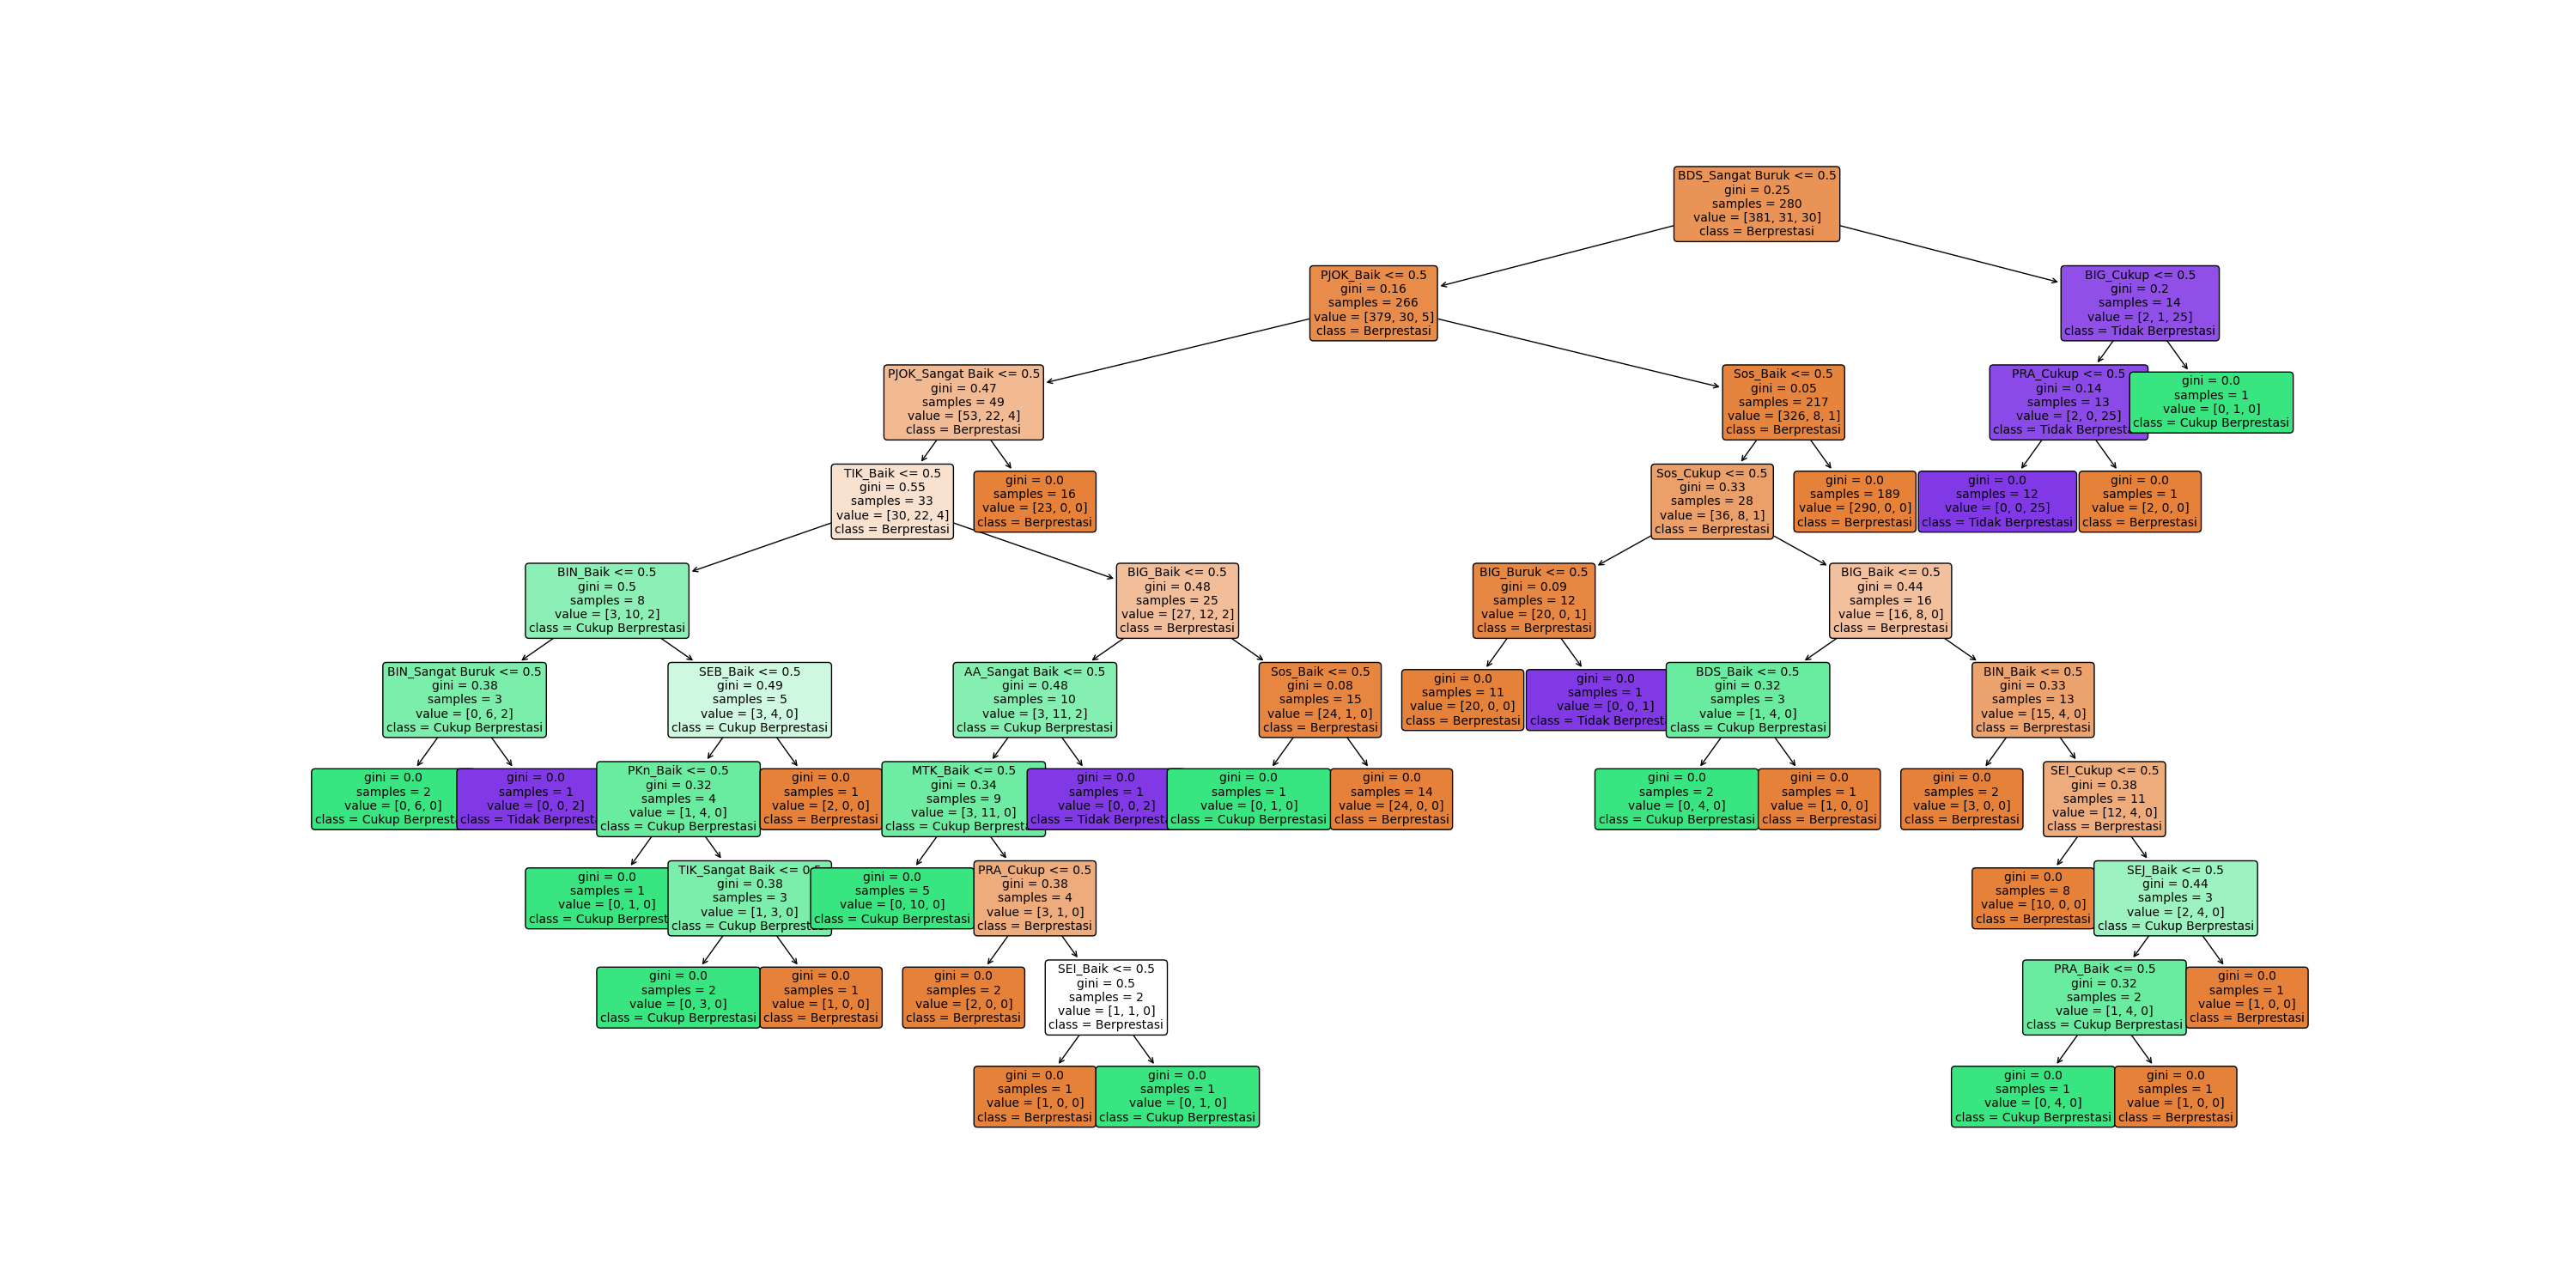 BDS_Sangat Buruk <= 0.5
gini = 0.25
samples = 280
value = [381, 31, 30]
class = Berprestasi
PJOK_Baik <= 0.5
gini = 0.16
samples = 266
value = [379, 30, 5]
class = Berprestasi
BIG_Cukup <= 0.5
gini = 0.2
samples = 14
value = [2, 1, 25]
class = Tidak Berprestasi
PJOK_Sangat Baik <= 0.5
gini = 0.47
samples = 49
value = [53, 22, 4]
class = Berprestasi
Sos_Baik <= 0.5
gini = 0.05
samples = 217
value = [326, 8, 1]
class = Berprestasi
PRA_Cukup <= 0.5
gini = 0.14
samples = 13
value = [2, 0, 25]
class = Tidak Berprest
gini = 0.0
samples = 1
value = [0, 1, 0]
class = Cukup Berprestasi
TIK_Baik <= 0.5
gini = 0.55
samples = 33
value = [30, 22, 4]
class = Berprestasi
gini = 0.0
samples = 16
value = [23, 0, 0]
class = Berprestasi
Sos_Cukup <= 0.5
gini = 0.33
samples = 28
value = [36, 8, 1]
class = Berprestasi
gini = 0.0
samples = 189
value = [290, 0, 0]
class = Berprestasi
gini = 0.0
samples = 12
value = [0, 0, 25]
class = Tidak Berprestasi
gini = 0.0
samples = 1
value = [2, 0, 0]
class = Berprestasi
BIN_Baik <= 0.5
gini = 0.5
samples = 8
value = [3, 10, 2]
class = Cukup Berprestasi
BIG_Baik <= 0.5
gini = 0.48
samples = 25
value = [27, 12, 2]
class = Berprestasi
BIG_Buruk <= 0.5
gini = 0.09
samples = 12
value = [20, 0, 1]
class = Berprestasi
BIG_Baik <= 0.5
gini = 0.44
samples = 16
value = [16, 8, 0]
class = Berprestasi
BIN_Sangat Buruk <= 0.5
gini = 0.38
samples = 3
value = [0, 6, 2]
class = Cukup Berprestasi
SEB_Baik <= 0.5
gini = 0.49
samples = 5
value = [3, 4, 0]
class = Cukup Berprestasi
AA_Sangat Baik <= 0.5
gini = 0.48
samples = 10
value = [3, 11, 2]
class = Cukup Berprestasi
Sos_Baik <= 0.5
gini = 0.08
samples = 15
value = [24, 1, 0]
class = Berprestasi
gini = 0.0
samples = 11
value = [20, 0, 0]
class = Berprestasi
gini = 0.0
samples = 1
value = [0, 0, 1]
class = Tidak Berprest
BDS_Baik <= 0.5
gini = 0.32
samples = 3
value = [1, 4, 0]
class = Cukup Berprestasi
BIN_Baik <= 0.5
gini = 0.33
samples = 13
value = [15, 4, 0]
class = Berprestasi
gini = 0.0
samples = 2
value = [0, 6, 0]
class = Cukup Berprest
gini = 0.0
samples = 1
value = [0, 0, 2]
class = Tidak Berprest
PKn_Baik <= 0.5
gini = 0.32
samples = 4
value = [1, 4, 0]
class = Cukup Berprestasi
gini = 0.0
samples = 1
value = [2, 0, 0]
class = Berprestasi
MTK_Baik <= 0.5
gini = 0.34
samples = 9
value = [3, 11, 0]
class = Cukup Berprest
gini = 0.0
samples = 1
value = [0, 0, 2]
class = Tidak Berprest
gini = 0.0
samples = 1
value = [0, 1, 0]
class = Cukup Berprestasi
gini = 0.0
samples = 14
value = [24, 0, 0]
class = Berprestasi
gini = 0.0
samples = 2
value = [0, 4, 0]
class = Cukup Berprestasi
gini = 0.0
samples = 1
value = [1, 0, 0]
class = Berprestasi
gini = 0.0
samples = 2
value = [3, 0, 0]
class = Berprestasi
SEI_Cukup <= 0.5
gini = 0.38
samples = 11
value = [12, 4, 0]
class = Berprestasi
gini = 0.0
samples = 1
value = [0, 1, 0]
class = Cukup Berprest
TIK_Sangat Baik <= 0.5
gini = 0.38
samples = 3
value = [1, 3, 0]
class = Cukup Berprest
gini = 0.0
samples = 5
value = [0, 10, 0]
class = Cukup Berprestasi
PRA_Cukup <= 0.5
gini = 0.38
samples = 4
value = [3, 1, 0]
class = Berprestasi
gini = 0.0
samples = 8
value = [10, 0, 0]
class = Berprestasi
SEJ_Baik <= 0.5
gini = 0.44
samples = 3
value = [2, 4, 0]
class = Cukup Berprestasi
gini = 0.0
samples = 2
value = [0, 3, 0]
class = Cukup Berprestasi
gini = 0.0
samples = 1
value = [1, 0, 0]
class = Berprestasi
gini = 0.0
samples = 2
value = [2, 0, 0]
class = Berprestasi
SEI_Baik <= 0.5
gini = 0.5
samples = 2
value = [1, 1, 0]
class = Berprestasi
PRA_Baik <= 0.5
gini = 0.32
samples = 2
value = [1, 4, 0]
class = Cukup Berprestasi
gini = 0.0
samples = 1
value = [1, 0, 0]
class = Berprestasi
gini = 0.0
samples = 1
value = [1, 0, 0]
class = Berprestasi
gini = 0.0
samples = 1
value = [0, 1, 0]
class = Cukup Berprestasi
gini = 0.0
samples = 1
value = [0, 4, 0]
class = Cukup Berprestasi
gini = 0.0
samples = 1
value = [1, 0, 0]
class = Berprestasi